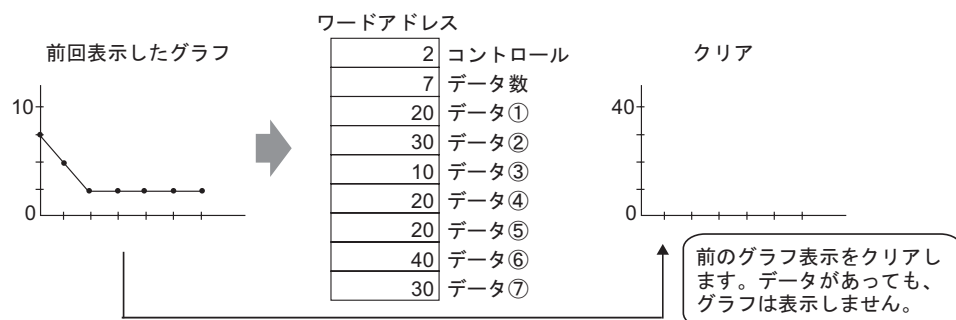 ワードアドレス
前回表示したグラフ
クリア
2 コントロール
7 データ数
20 データ①
30 データ②
10 データ③
20 データ④
20 データ⑤
40 データ⑥
30 データ⑦
10
0
40
0
前のグラフ表示をクリアし
ます。データがあっても、
グラフは表示しません。